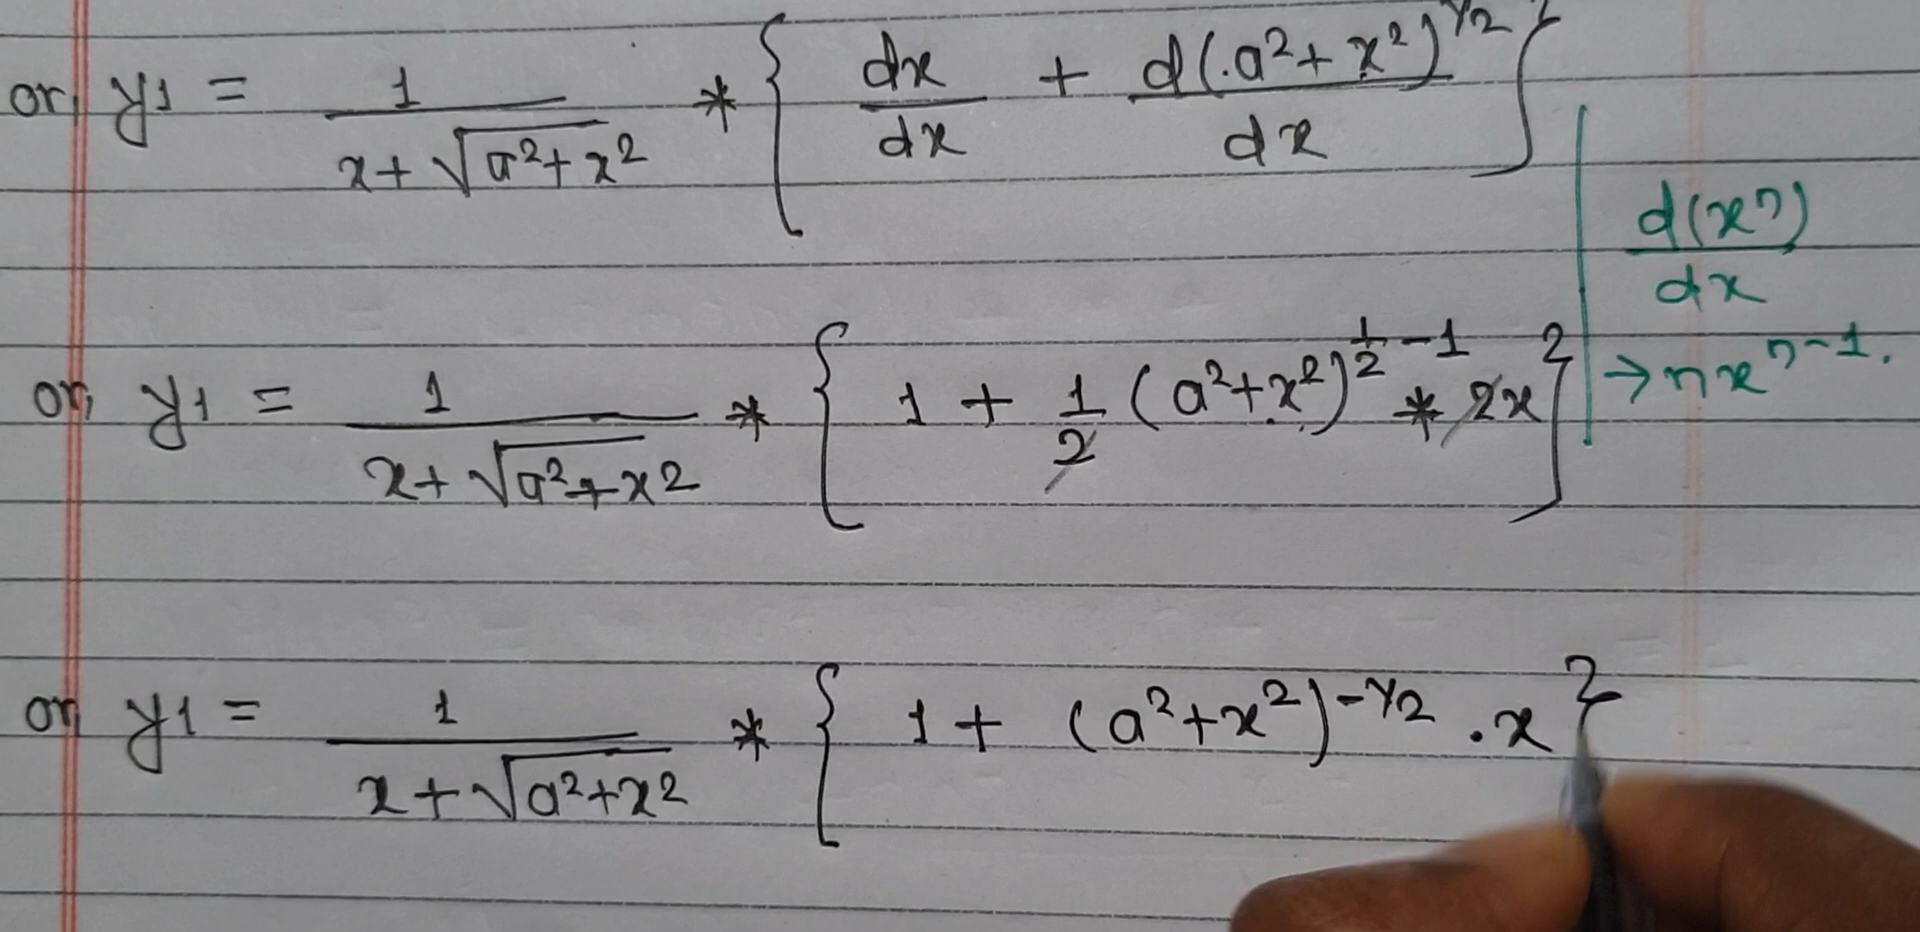 or, y1 = 1/(x+√(a²+x²)) * { dx/dx + d(a²+x²)^1/2/dx }
d(xⁿ)/dx
or, y1 = 1/(x+√(a²+x²)) * { 1 + 1/2 (a²+x²)^(1/2 -1) * 2x }
→ nxⁿ⁻¹.
or, y1 = 1/(x+√(a²+x²)) * { 1 + (a²+x²)^-1/2 . x }